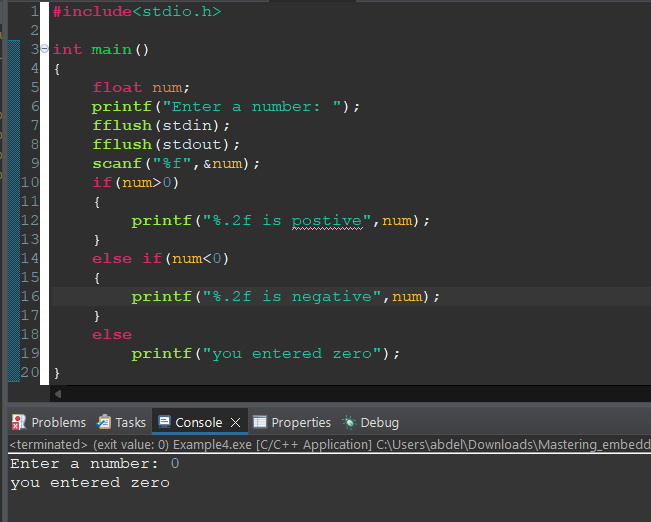 1 #include<stdio.h>
2
3 int main()
4 {
5     float num;
6     printf("Enter a number: ");
7     fflush(stdin);
8     fflush(stdout);
9     scanf("%f",&num);
10     if(num>0)
11     {
12         printf("%.2f is postive",num);
13     }
14     else if(num<0)
15     {
16         printf("%.2f is negative",num);
17     }
18     else
19         printf("you entered zero");
20 }
Problems Tasks Console Properties Debug
<terminated> (exit value: 0) Example4.exe [C/C++ Application] C:\Users\abdel\Downloads\Mastering_embedd
Enter a number: 0
you entered zero